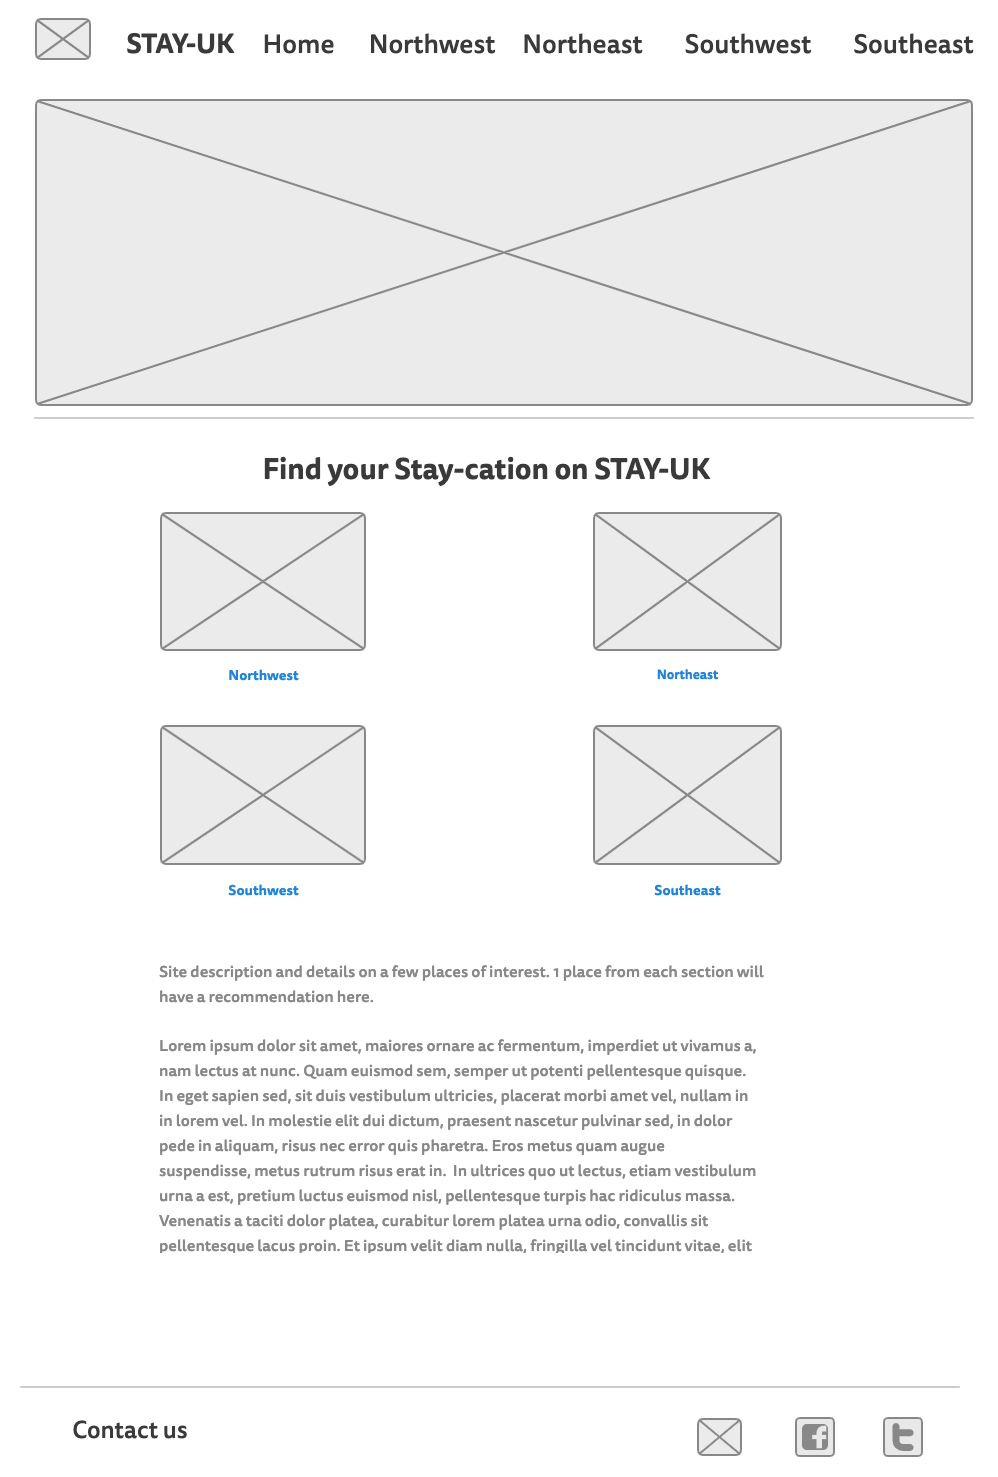 STAY-UK Home Northwest Northeast Southwest Southeast
Find your Stay-cation on STAY-UK
Northwest Northeast
Southwest Southeast
Site description and details on a few places of interest. 1 place from each section will
have a recommendation here.
Lorem ipsum dolor sit amet, maiores ornare ac fermentum, imperdiet ut vivamus a,
nam lectus at nunc. Quam euismod sem, semper ut potenti pellentesque quisque.
In eget sapien sed, sit duis vestibulum ultricies, placerat morbi amet vel, nullam in
in lorem vel. In molestie elit dui dictum, praesent nascetur pulvinar sed, in dolor
pede in aliquam, risus nec error quis pharetra. Eros metus quam augue
suspendisse, metus rutrum risus erat in.  In ultrices quo ut lectus, etiam vestibulum
urna a est, pretium luctus euismod nisl, pellentesque turpis hac ridiculus massa.
Venenatis a taciti dolor platea, curabitur lorem platea urna odio, convallis sit
pellentesque lacus proin. Et ipsum velit diam nulla, fringilla vel tincidunt vitae, elit
Contact us